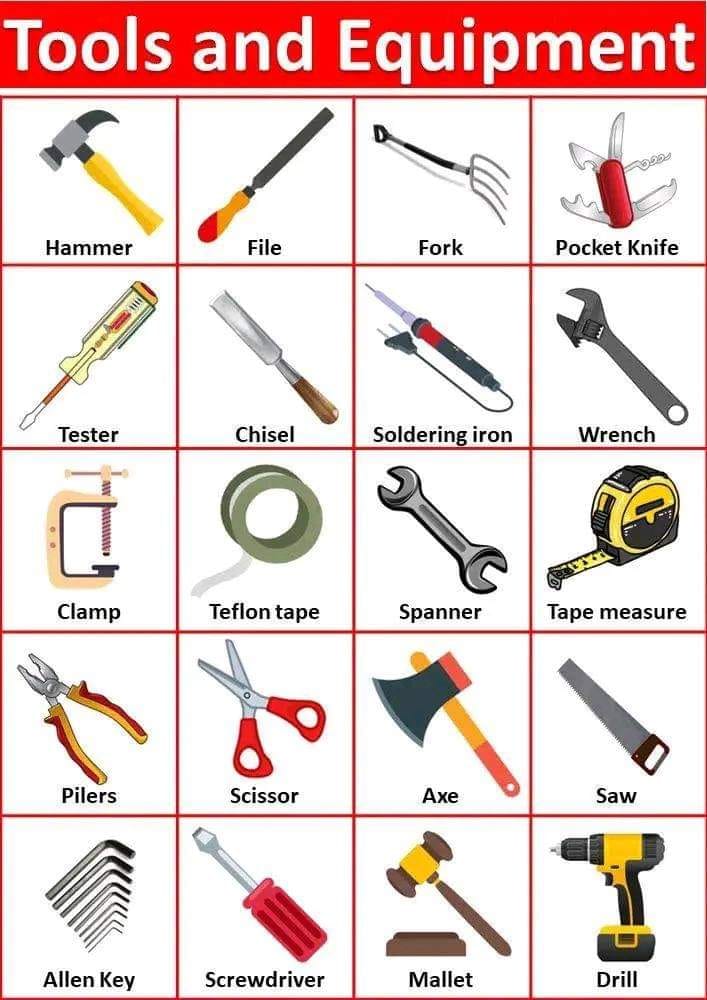 Tools and Equipment
Hammer
File
Fork
Pocket Knife
Tester
Chisel
Soldering iron
Wrench
Clamp
Teflon tape
Spanner
Tape measure
Pilers
Scissor
Axe
Saw
Allen Key
Screwdriver
Mallet
Drill